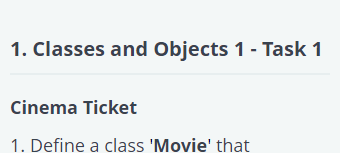 1. Classes and Objects 1 - Task 1
Cinema Ticket
1. Define a class 'Movie' that